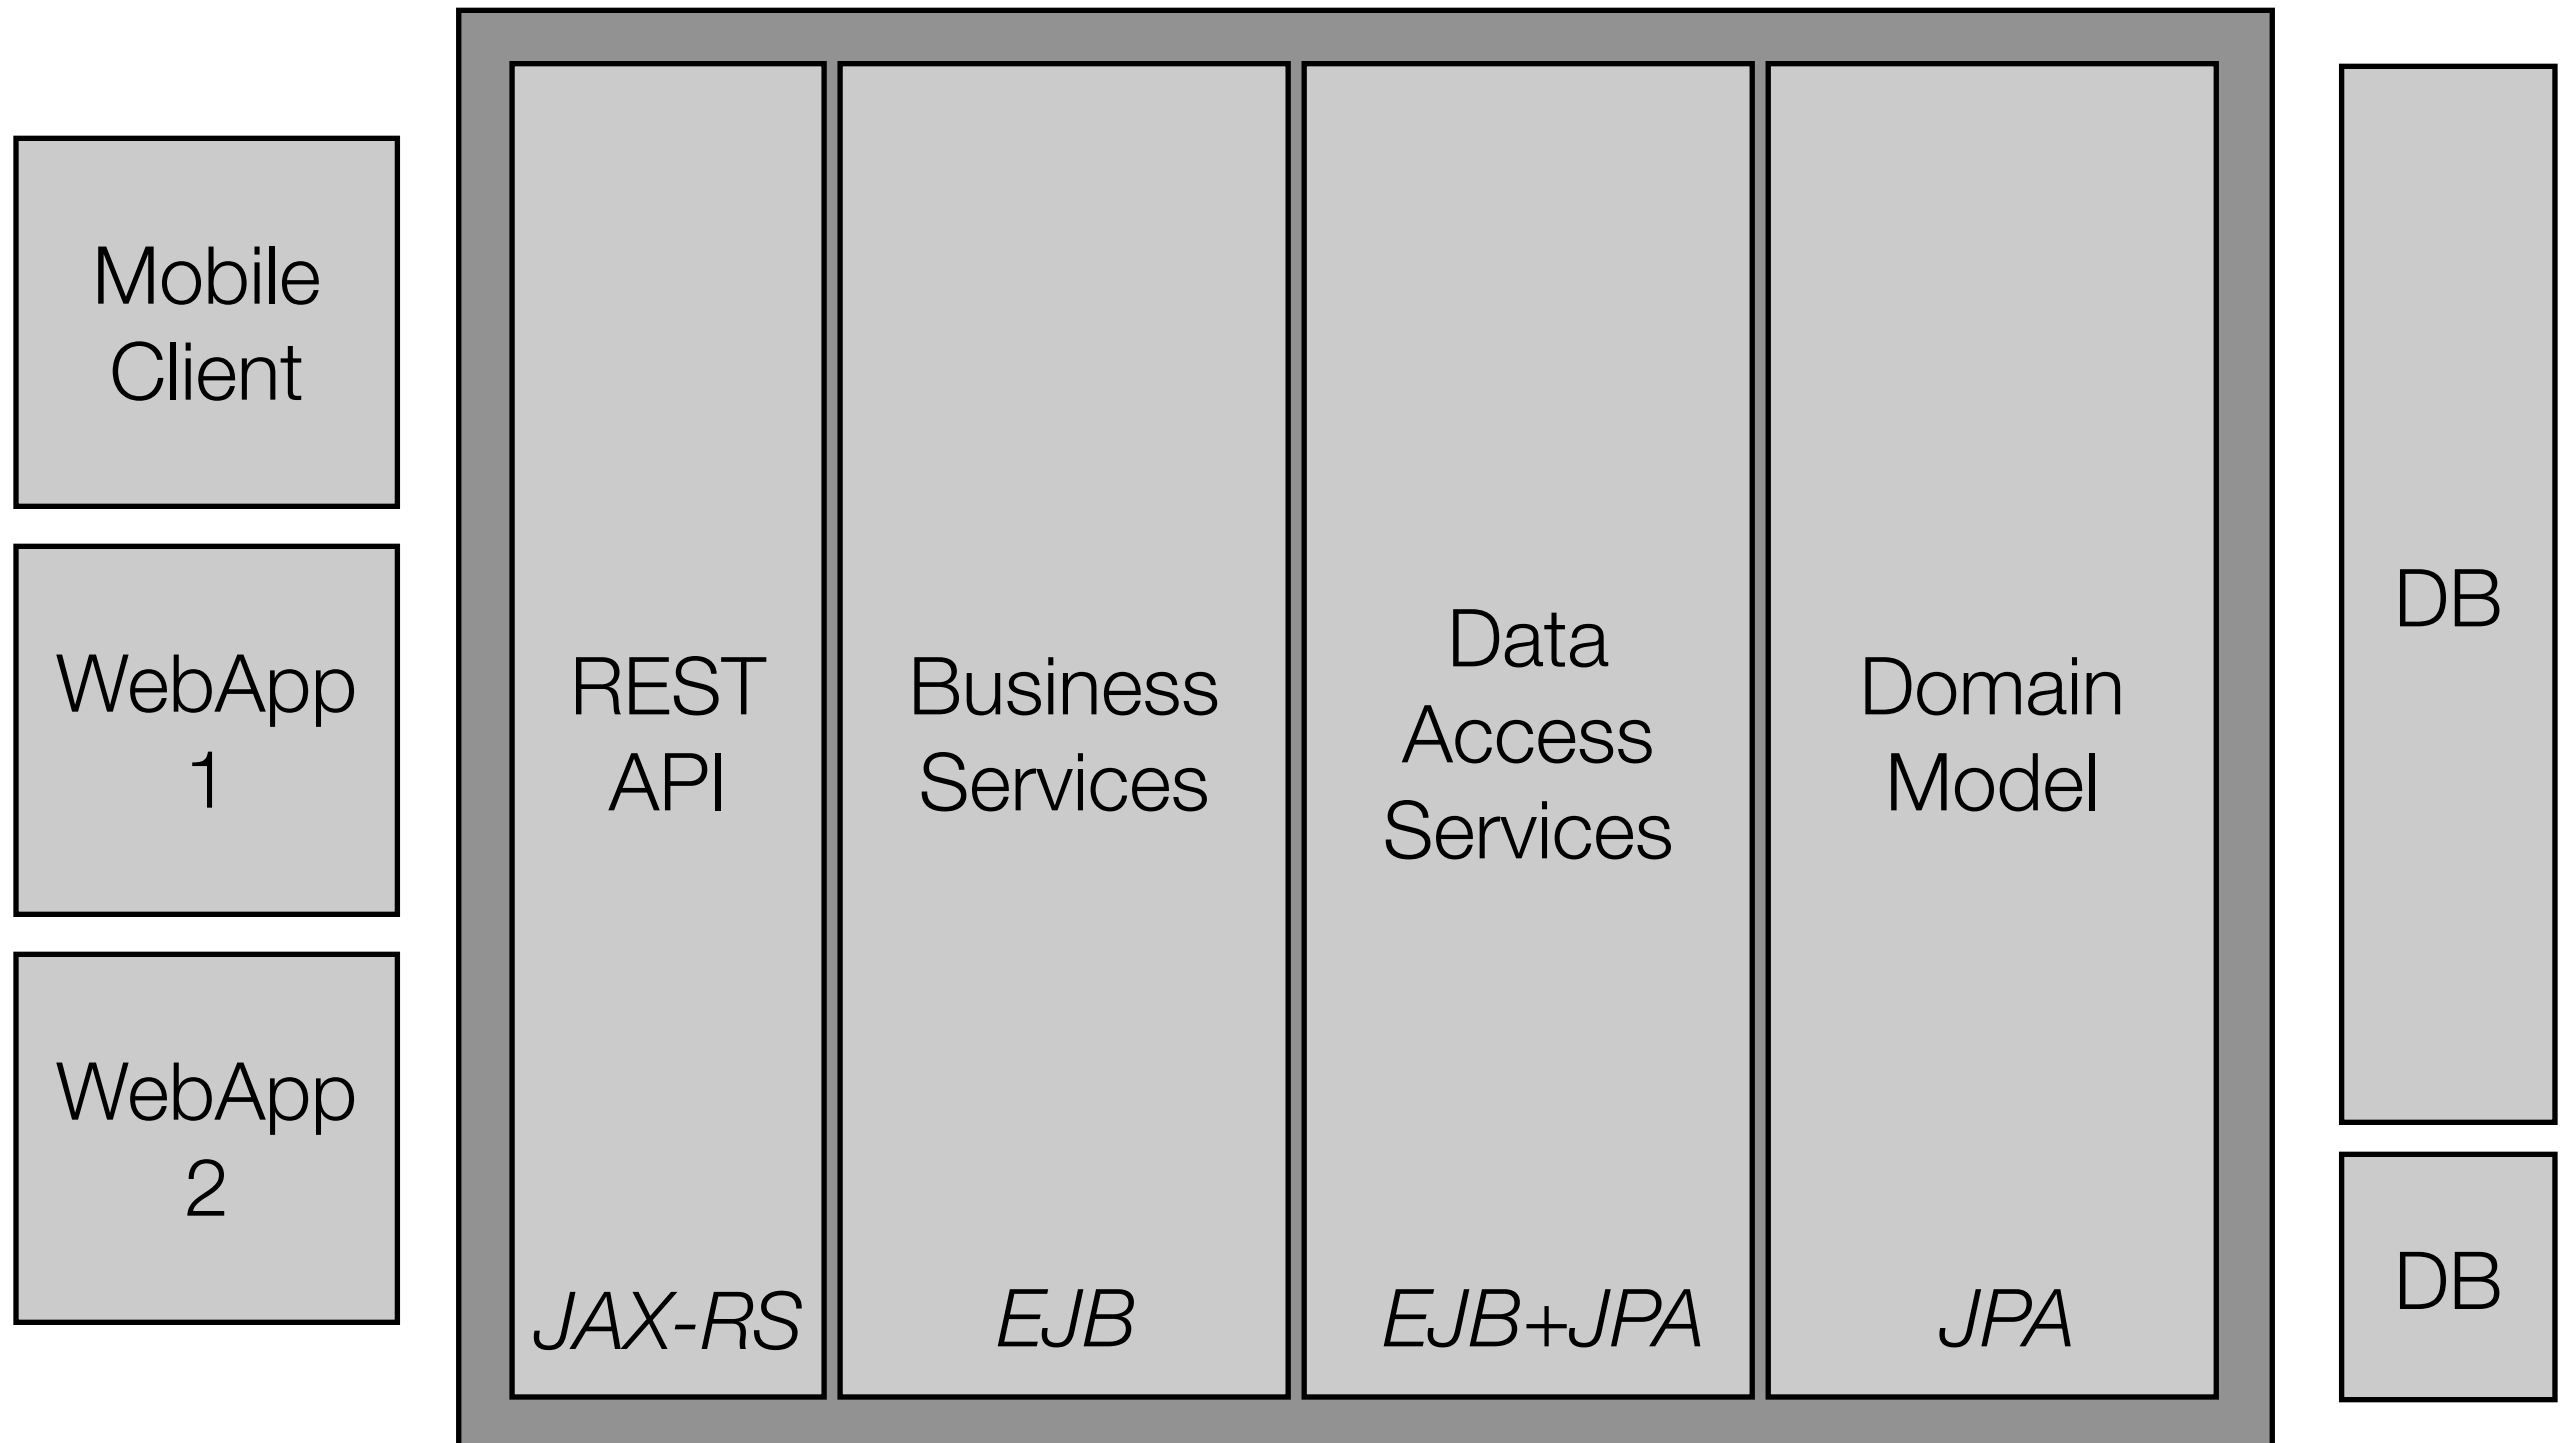 Mobile
Client
WebApp
1
WebApp
2
REST
API
JAX-RS
Business
Services
EJB
Data
Access
Services
EJB+JPA
Domain
Model
JPA
DB
DB